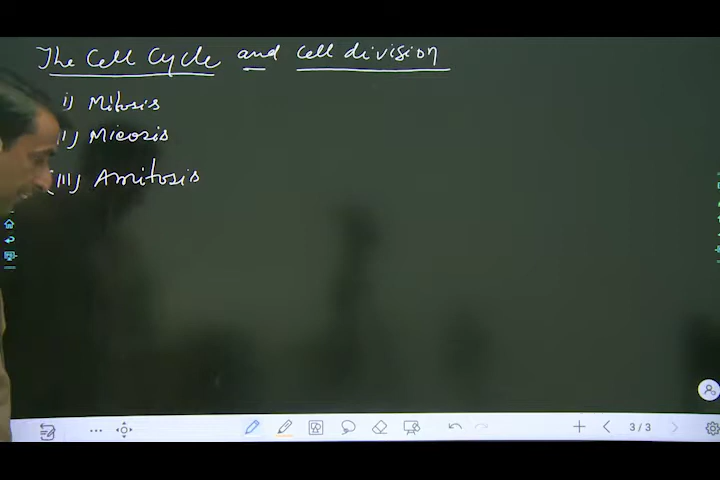 The Cell Cycle and Cell division
i) Mitosis
ii) Mieosis
(iii) Amitosis
3/3